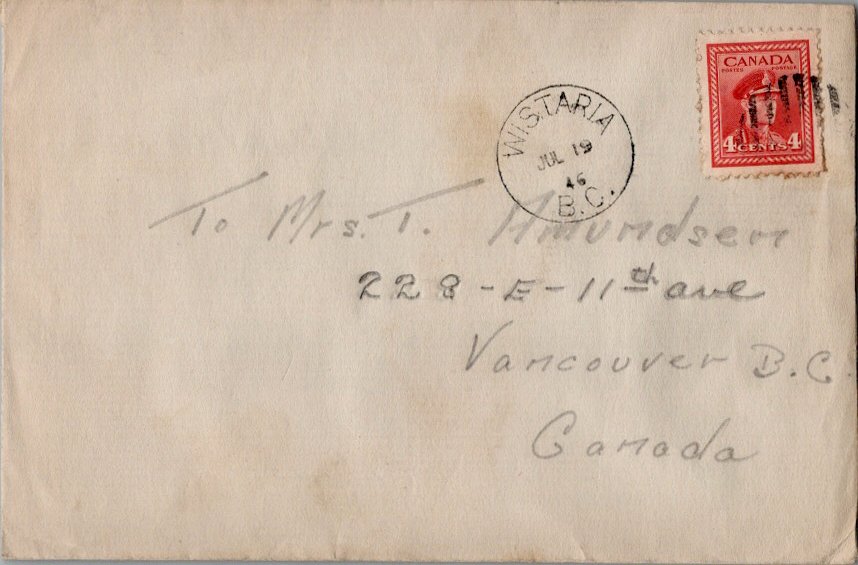 CANADA
POSTES POSTAGE
4 CENTS 4
WISTARIA
JUL 19
46
B.C.
To Mrs. T. Amundsen
228-E-11th ave
Vancouver B.C.
Canada